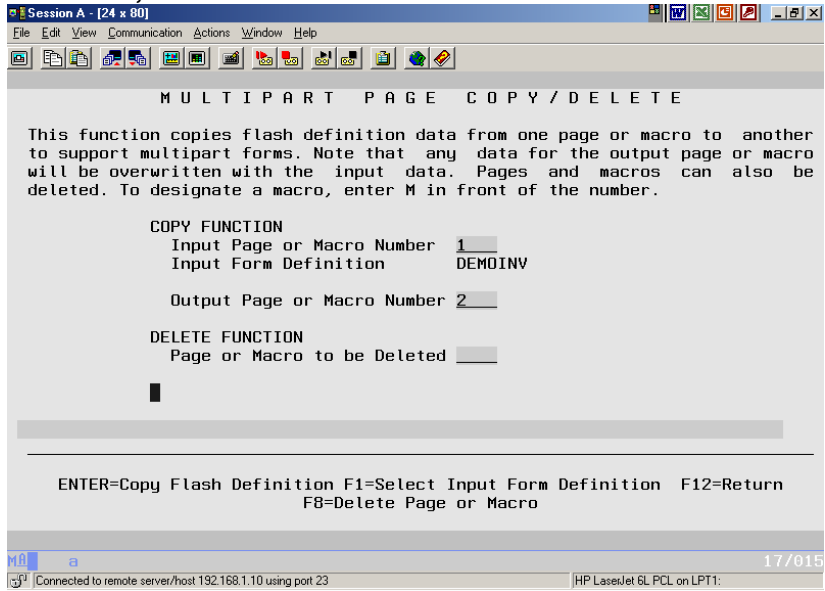 Session A - [24 x 80]
File Edit View Communication Actions Window Help
M U L T I P A R T P A G E C O P Y / D E L E T E
This function copies flash definition data from one page or macro to another
to support multipart forms. Note that any data for the output page or macro
will be overwritten with the input data. Pages and macros can also be
deleted. To designate a macro, enter M in front of the number.
COPY FUNCTION
Input Page or Macro Number 1
Input Form Definition DEMOINV
Output Page or Macro Number 2
DELETE FUNCTION
Page or Macro to be Deleted
ENTER=Copy Flash Definition F1=Select Input Form Definition F12=Return
F8=Delete Page or Macro
MA a 17/015
Connected to remote server/host 192.168.1.10 using port 23 HP LaserJet 6L PCL on LPT1: